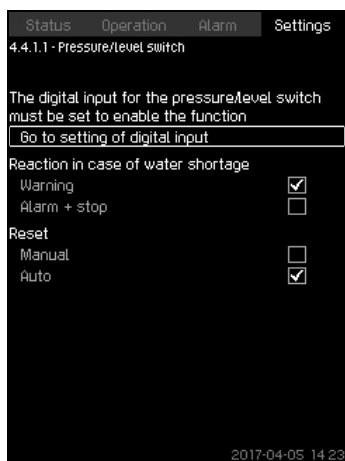 Status Operation Alarm Settings
4.4.1.1 - Pressure/level switch
The digital input for the pressure/level switch
must be set to enable the function
Go to setting of digital input
Reaction in case of water shortage
Warning
Alarm + stop
Reset
Manual
Auto
2017-04-05 14:23